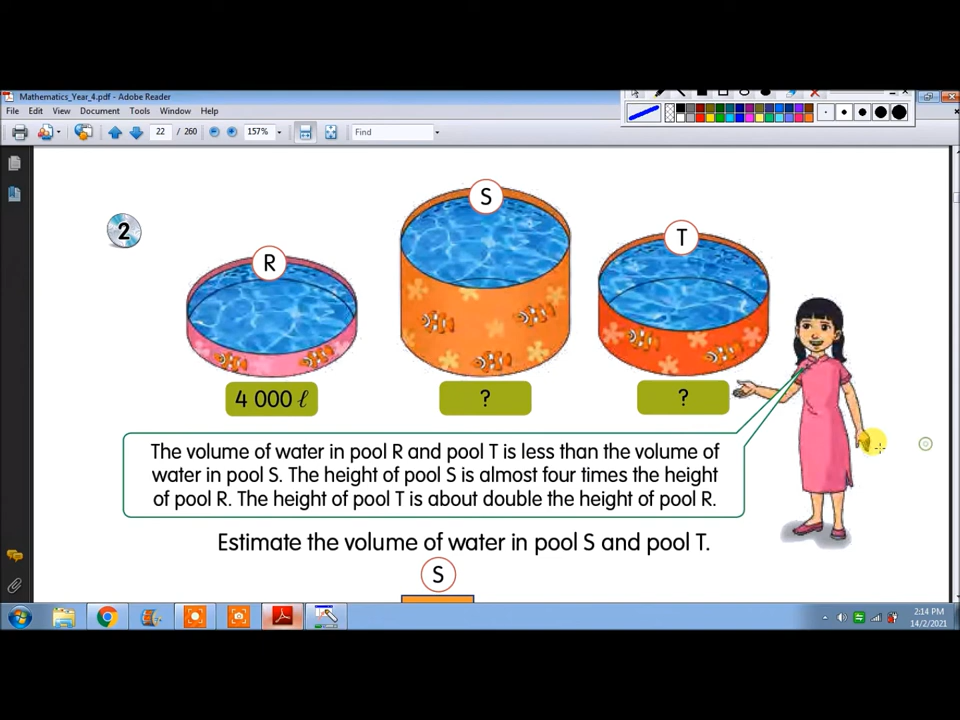 Mathematics_Year_4.pdf - Adobe Reader
File Edit View Document Tools Window Help
22 / 260 157% Find
S
2
T
R
4 000 ℓ
?
?
The volume of water in pool R and pool T is less than the volume of
water in pool S. The height of pool S is almost four times the height
of pool R. The height of pool T is about double the height of pool R.
Estimate the volume of water in pool S and pool T.
S
2:14 PM
14/2/2021